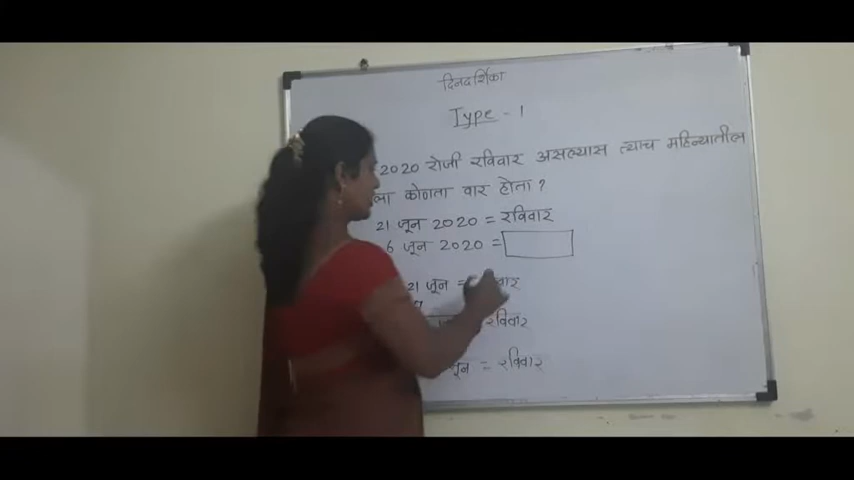 दिनदर्शिका
Type - 1
2020 रोजी रविवार असल्यास त्याच महिन्यातील
ला कोणता वार होता ?
21 जून 2020 = रविवार
6 जून 2020 =
21 जून =
रविवार
जून = रविवार